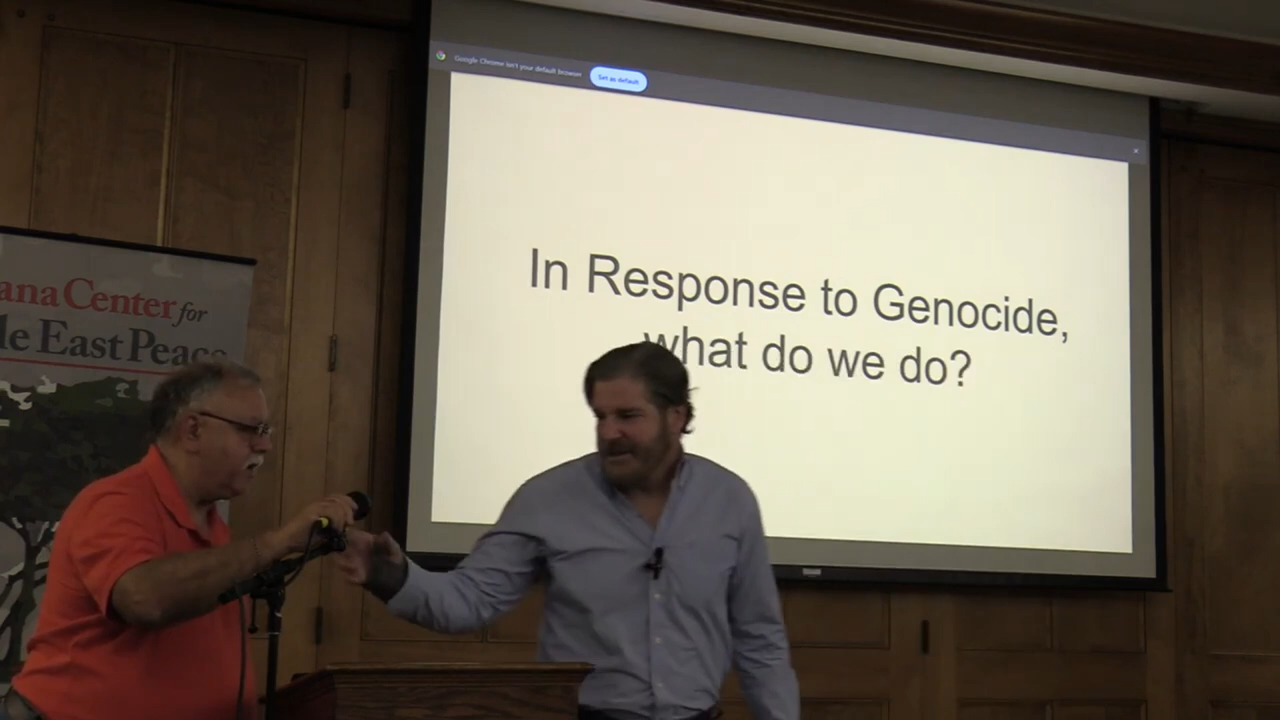 Google Chrome isn't your default browser
Set as default
In Response to Genocide,
what do we do?
ana Center for
le East Peace